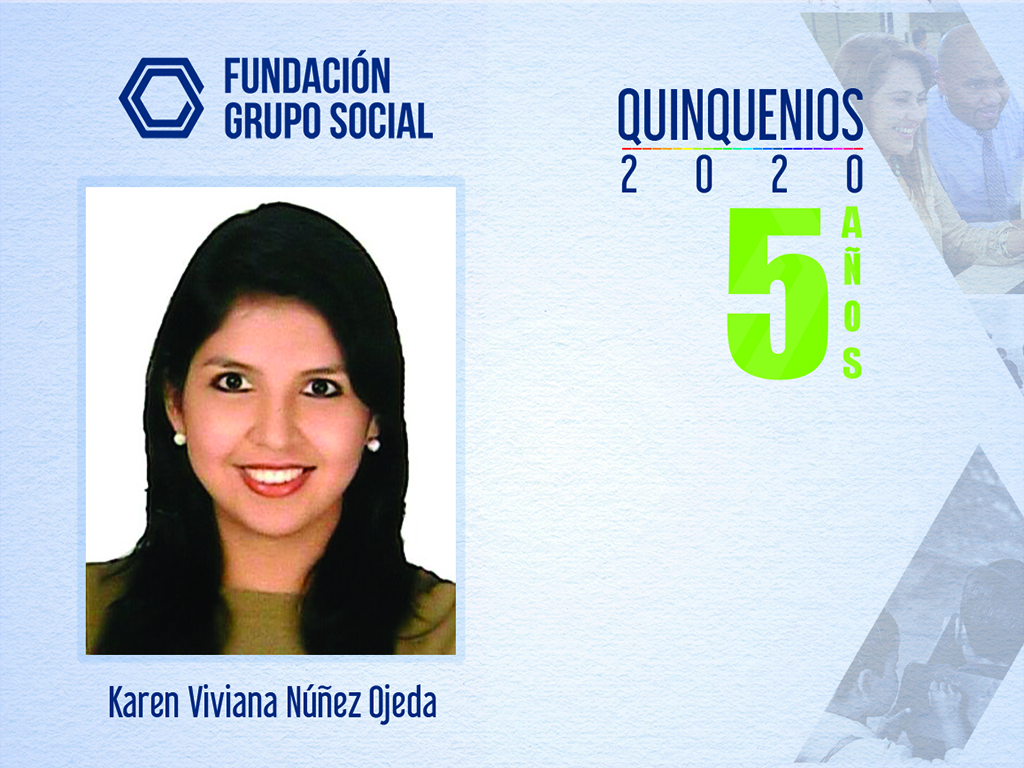 FUNDACIÓN
GRUPO SOCIAL
QUINQUENIOS
2020
5 AÑOS
Karen Viviana Núñez Ojeda